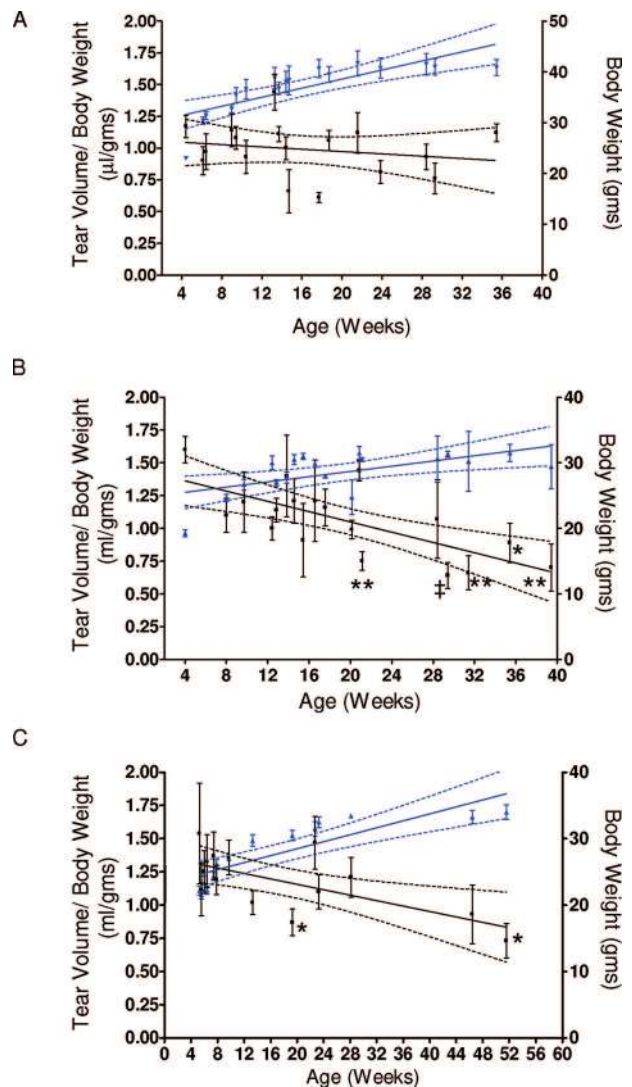 A
2.00
1.75
1.50
1.25
1.00
0.75
0.50
0.25
0.00
Tear Volume/ Body Weight
(µl/gms)
50
40
30
20
10
0
Body Weight (gms)
4 8 12 16 20 24 28 32 36 40
Age (Weeks)
B
2.00
1.75
1.50
1.25
1.00
0.75
0.50
0.25
0.00
Tear Volume/ Body Weight
(ml/gms)
40
30
20
10
0
Body Weight (gms)
** ‡ ** * **
4 8 12 16 20 24 28 32 36 40
Age (Weeks)
C
2.00
1.75
1.50
1.25
1.00
0.75
0.50
0.25
0.00
Tear Volume/ Body Weight
(ml/gms)
40
30
20
10
0
Body Weight (gms)
* *
0 4 8 12 16 20 24 28 32 36 40 44 48 52 56 60
Age (Weeks)